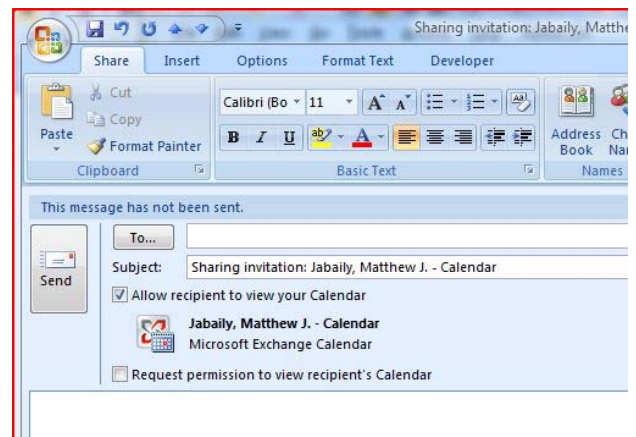 Sharing invitation: Jabaily, Matthe
Share Insert Options Format Text Developer
Cut
Copy
Format Painter
Paste
Calibri (Bo 11
A A
B I U ab A
Address Book
Clipboard
Basic Text
Names
This message has not been sent.
To...
Subject: Sharing invitation: Jabaily, Matthew J. - Calendar
Send
Allow recipient to view your Calendar
Jabaily, Matthew J. - Calendar
Microsoft Exchange Calendar
Request permission to view recipient's Calendar